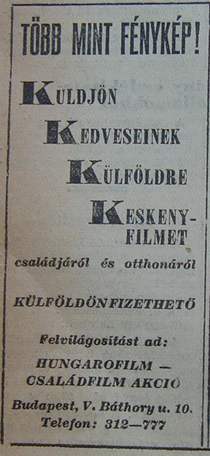 TÖBB MINT FÉNYKÉP!
KULDJÖN
KEDVESEINEK
KÜLFÖLDRE
KESKENY-
FILMET
családjáról és otthonáról
KÜLFÖLDÖN FIZETHETŐ
Felvilágosítást ad:
HUNGAROFILM —
CSALÁDFILM AKCIÓ
Budapest, V. Báthory u. 10.
Telefon: 312—777